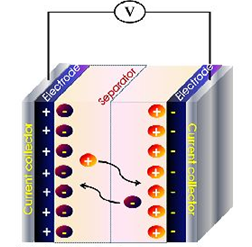 V
Electrode
Separator
Electrode
Current collector
Current collector
+ + + + + +
- - - - - -
+
-
+ + + + + +
- - - - - -